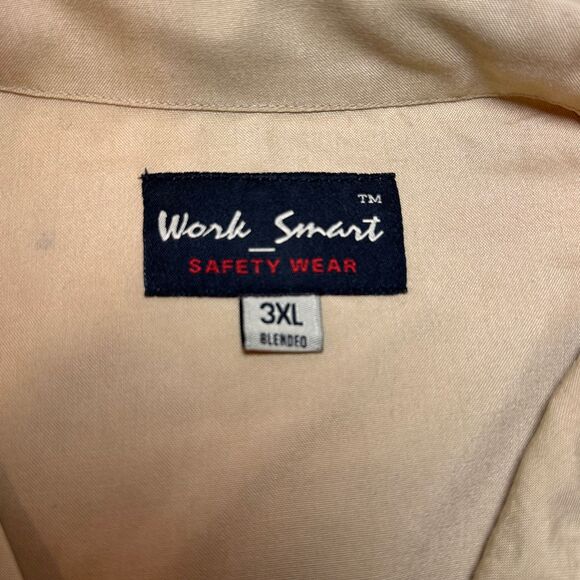 TM
Work_Smart
SAFETY WEAR
3XL
BLENDED